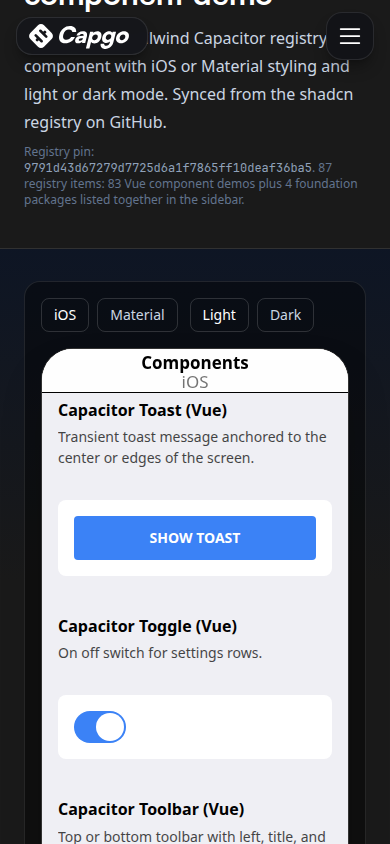 component demo
Capgo
lwind Capacitor registry
component with iOS or Material styling and
light or dark mode. Synced from the shadcn
registry on GitHub.
Registry pin:
9791d43d67279d7725d6a1f7865ff10deaf36ba5. 87
registry items: 83 Vue component demos plus 4 foundation
packages listed together in the sidebar.
iOS Material Light Dark
Components
iOS
Capacitor Toast (Vue)
Transient toast message anchored to the
center or edges of the screen.
SHOW TOAST
Capacitor Toggle (Vue)
On off switch for settings rows.
Capacitor Toolbar (Vue)
Top or bottom toolbar with left, title, and